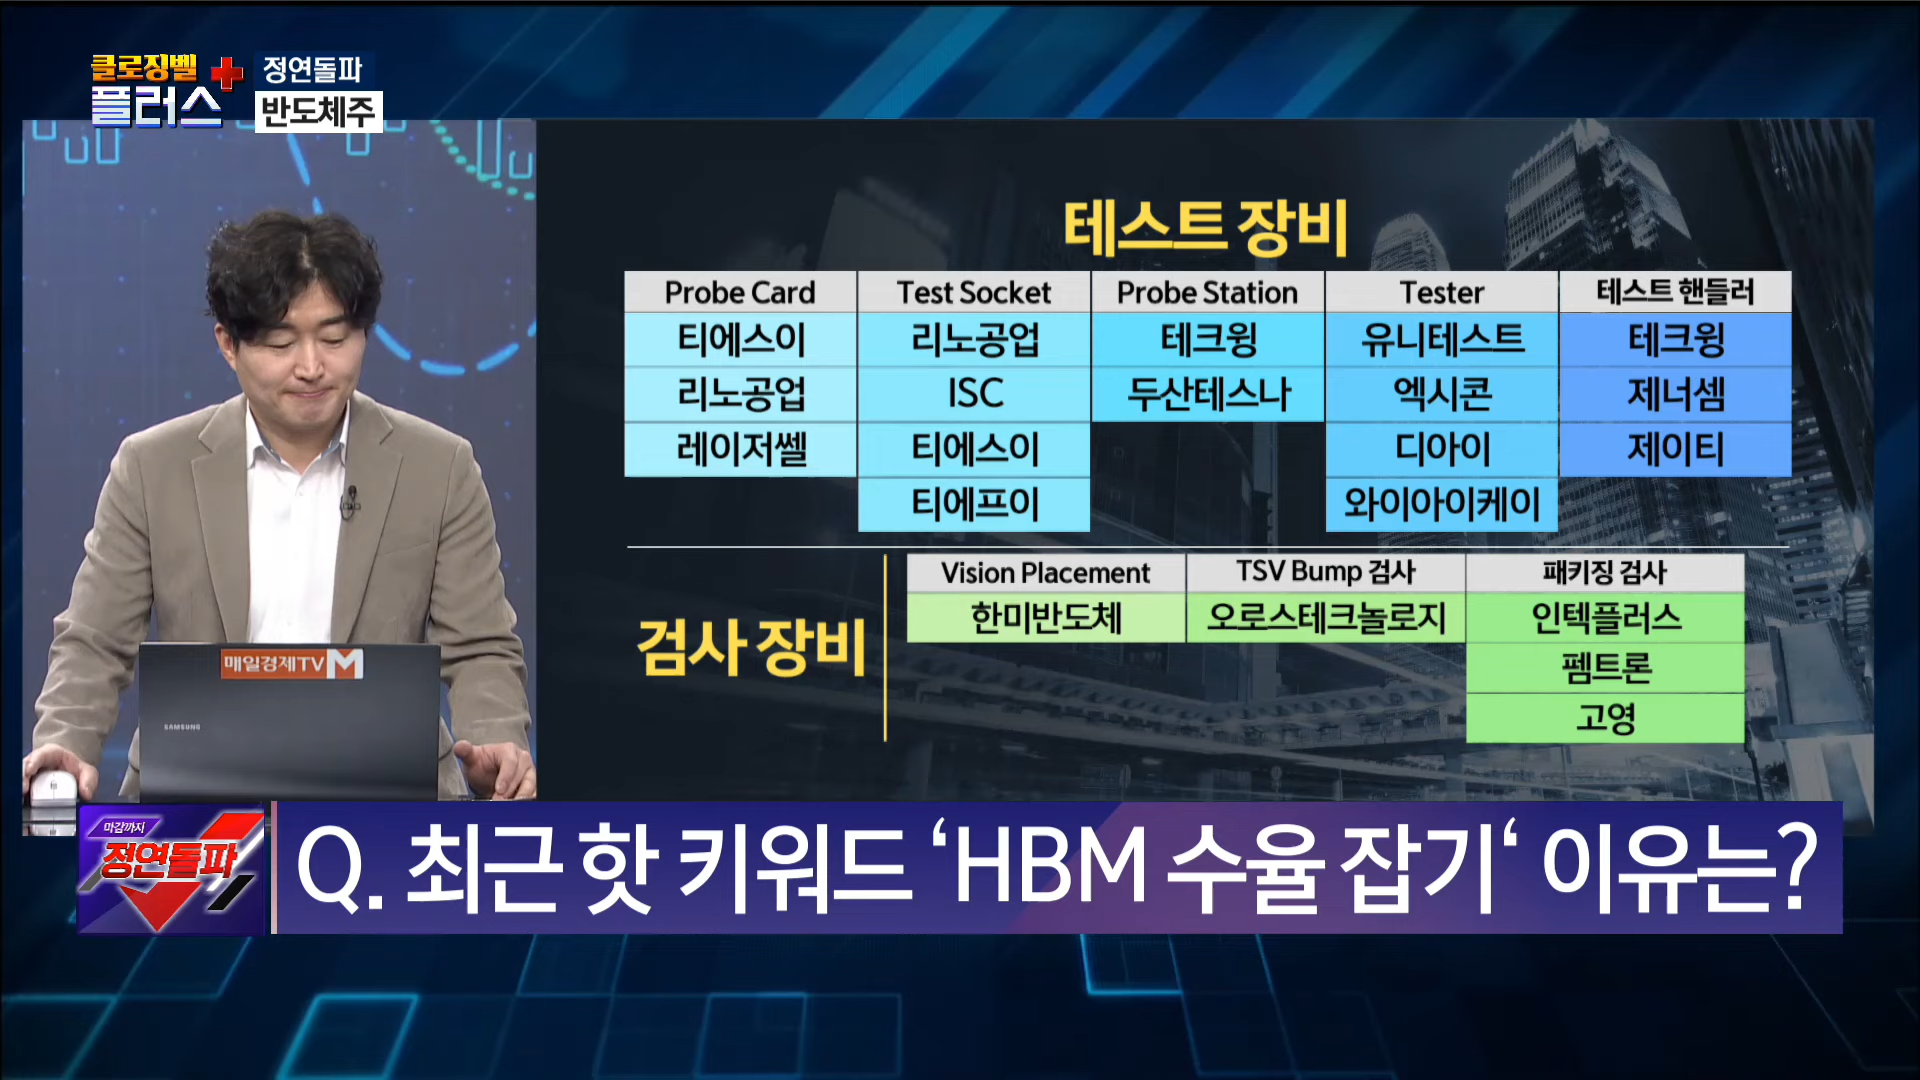 클로징벨
플러스
정연돌파
반도체주
테스트 장비
Probe Card Test Socket Probe Station Tester 테스트 핸들러
티에스이 리노공업 테크윙 유니테스트 테크윙
리노공업 ISC 두산테스나 엑시콘 제너셈
레이저쎌 티에스이 디아이 제이티
티에프이 와이아이케이
검사 장비
Vision Placement TSV Bump 검사 패키징 검사
한미반도체 오로스테크놀로지 인텍플러스
펨트론
고영
매일경제TV M
SAMSUNG
마감까지
정연돌파
Q. 최근 핫 키워드 ‘HBM 수율 잡기‘ 이유는?